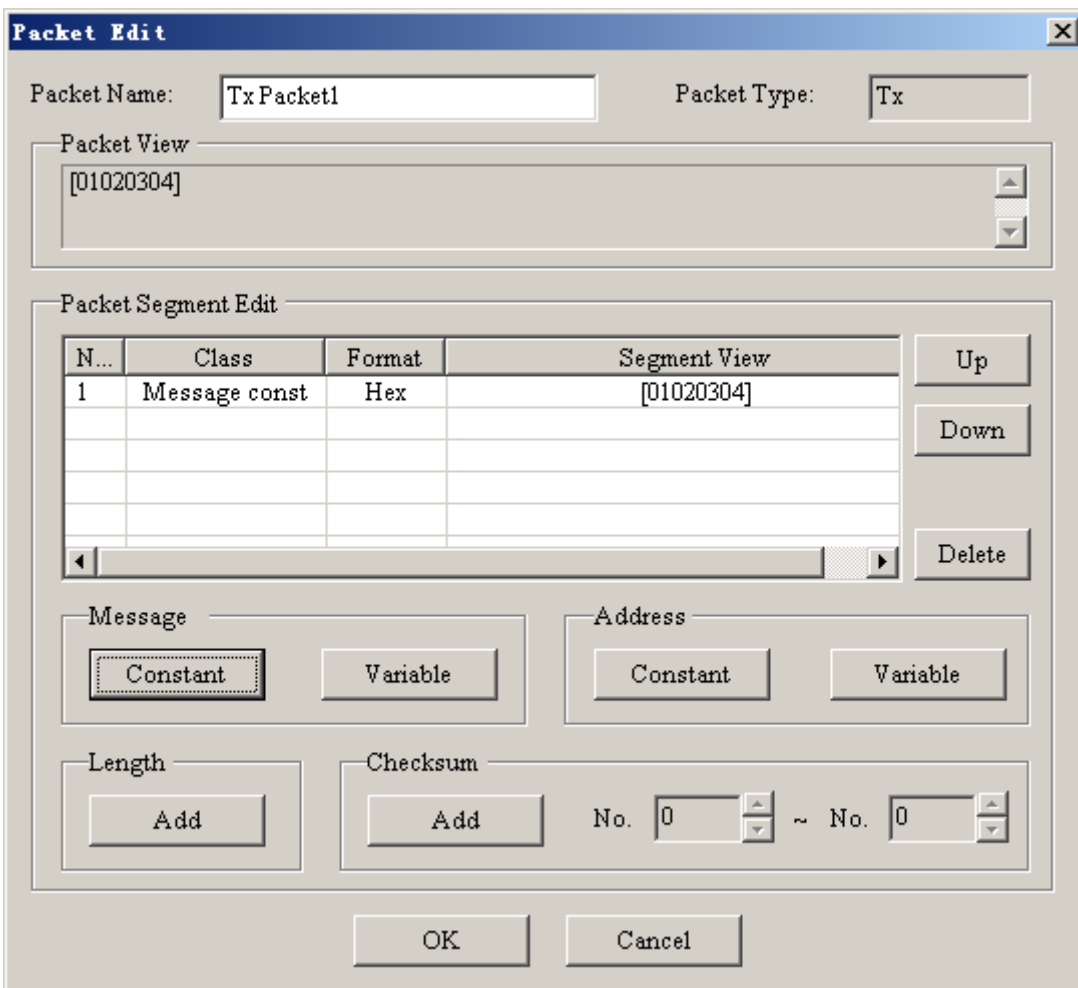 Packet Edit
Packet Name: Tx Packet1 Packet Type: Tx
Packet View
[01020304]
Packet Segment Edit
N... Class Format Segment View
1 Message const Hex [01020304]
Up
Down
Delete
Message Address
Constant Variable Constant Variable
Length Checksum
Add Add No. 0 ~ No. 0
OK Cancel